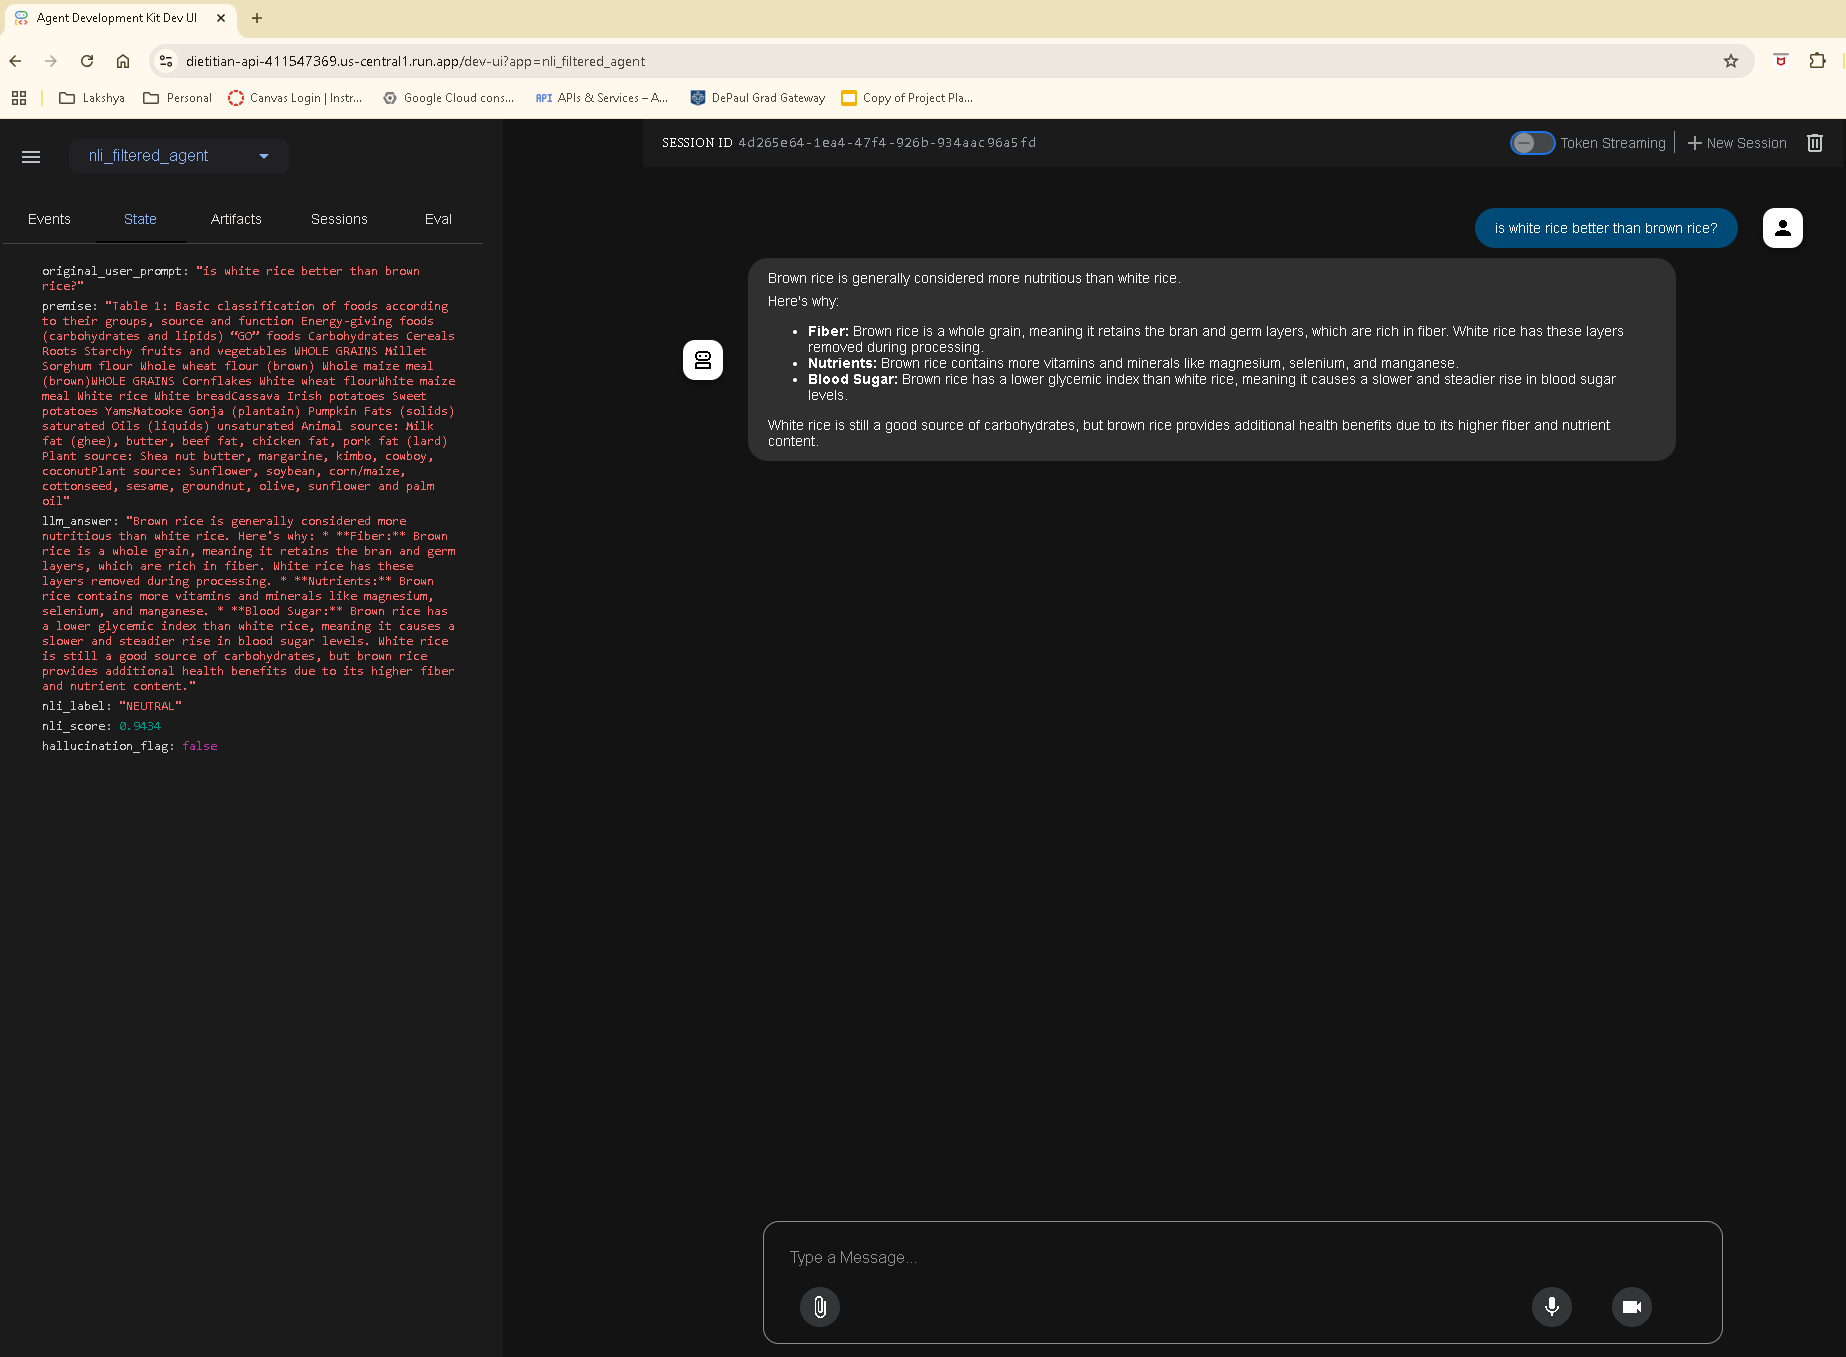 Agent Development Kit Dev UI
dietitian-api-411547369.us-central1.run.app/dev-ui?app=nli_filtered_agent
Lakshya
Personal
Canvas Login | Instr...
Google Cloud cons...
API APIs & Services – A...
DePaul Grad Gateway
Copy of Project Pla...
nli_filtered_agent
SESSION ID 4d265e64-1ea4-47f4-926b-934aac96a5fd
Token Streaming
New Session
Events
State
Artifacts
Sessions
Eval
original_user_prompt: "is white rice better than brown
rice?"
premise: "Table 1: Basic classification of foods according
to their groups, source and function Energy-giving foods
(carbohydrates and lipids) “GO” foods Carbohydrates Cereals
Roots Starchy fruits and vegetables WHOLE GRAINS Millet
Sorghum flour Whole wheat flour (brown) Whole maize meal
(brown)WHOLE GRAINS Cornflakes White wheat flourWhite maize
meal White rice White breadCassava Irish potatoes Sweet
potatoes YamsMatooke Gonja (plantain) Pumpkin Fats (solids)
saturated Oils (liquids) unsaturated Animal source: Milk
fat (ghee), butter, beef fat, chicken fat, pork fat (lard)
Plant source: Shea nut butter, margarine, kimbo, cowboy,
coconutPlant source: Sunflower, soybean, corn/maize,
cottonseed, sesame, groundnut, olive, sunflower and palm
oil"
llm_answer: "Brown rice is generally considered more
nutritious than white rice. Here's why: * **Fiber:** Brown
rice is a whole grain, meaning it retains the bran and germ
layers, which are rich in fiber. White rice has these
layers removed during processing. * **Nutrients:** Brown
rice contains more vitamins and minerals like magnesium,
selenium, and manganese. * **Blood Sugar:** Brown rice has
a lower glycemic index than white rice, meaning it causes a
slower and steadier rise in blood sugar levels. White rice
is still a good source of carbohydrates, but brown rice
provides additional health benefits due to its higher fiber
and nutrient content."
nli_label: "NEUTRAL"
nli_score: 0.9434
hallucination_flag: false
is white rice better than brown rice?
Brown rice is generally considered more nutritious than white rice.
Here's why:
• Fiber: Brown rice is a whole grain, meaning it retains the bran and germ layers, which are rich in fiber. White rice has these layers
removed during processing.
• Nutrients: Brown rice contains more vitamins and minerals like magnesium, selenium, and manganese.
• Blood Sugar: Brown rice has a lower glycemic index than white rice, meaning it causes a slower and steadier rise in blood sugar
levels.
White rice is still a good source of carbohydrates, but brown rice provides additional health benefits due to its higher fiber and nutrient
content.
Type a Message...